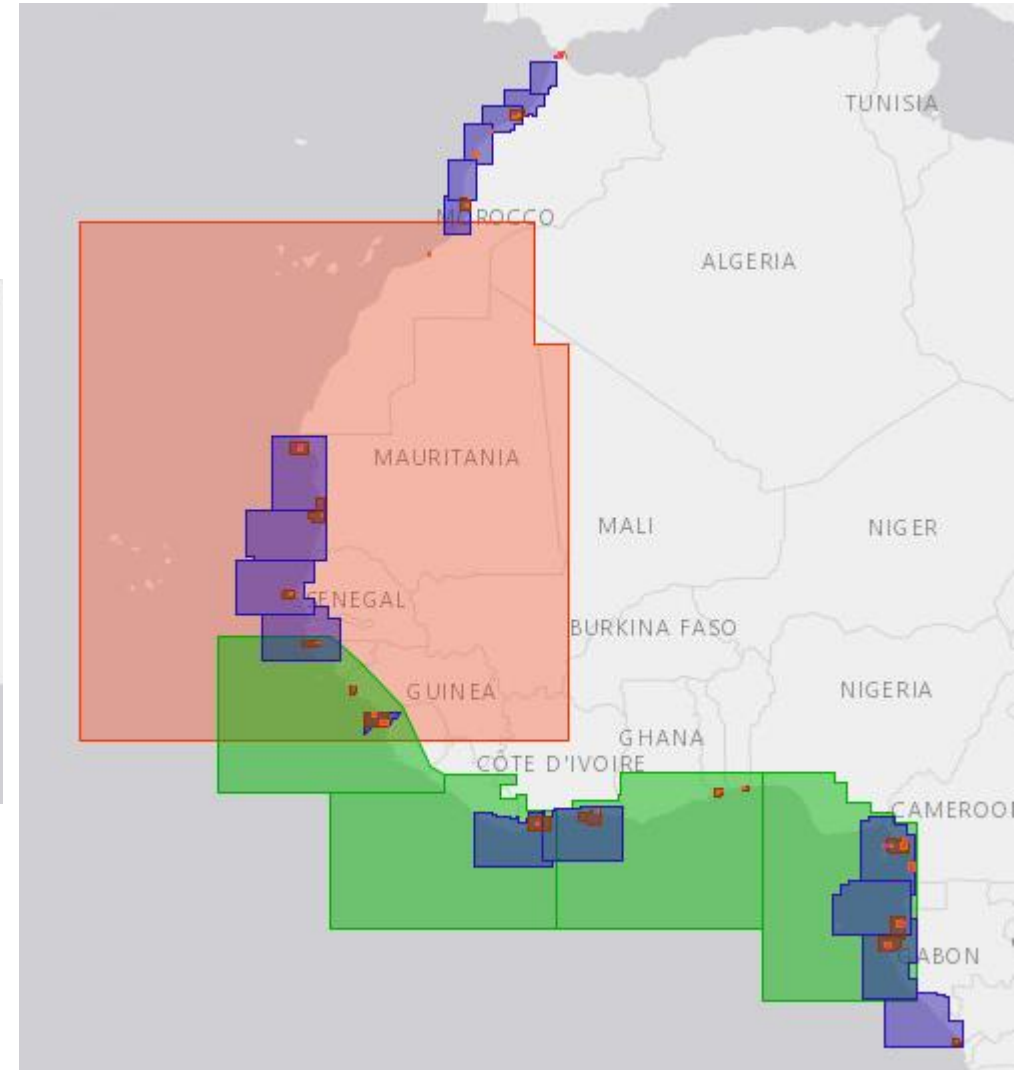 TUNISIA
MOROCCO
ALGERIA
MAURITANIA
MALI
NIGER
SENEGAL
BURKINA FASO
GUINEA
NIGERIA
GHANA
CÔTE D'IVOIRE
CAMEROO
GABON